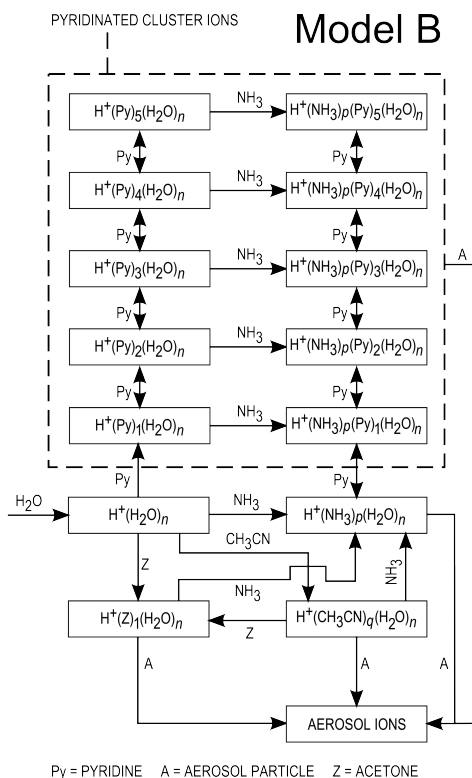 PYRIDINATED CLUSTER IONS
Model B
H⁺(Py)₅(H₂O)ₙ NH₃ H⁺(NH₃)ₚ(Py)₅(H₂O)ₙ
Py Py
H⁺(Py)₄(H₂O)ₙ NH₃ H⁺(NH₃)ₚ(Py)₄(H₂O)ₙ
Py Py
A
H⁺(Py)₃(H₂O)ₙ NH₃ H⁺(NH₃)ₚ(Py)₃(H₂O)ₙ
Py Py
H⁺(Py)₂(H₂O)ₙ NH₃ H⁺(NH₃)ₚ(Py)₂(H₂O)ₙ
Py Py
H⁺(Py)₁(H₂O)ₙ NH₃ H⁺(NH₃)ₚ(Py)₁(H₂O)ₙ
Py Py
H₂O H⁺(H₂O)ₙ NH₃ H⁺(NH₃)ₚ(H₂O)ₙ
CH₃CN
Z NH₃ NH₃
H⁺(Z)₁(H₂O)ₙ Z H⁺(CH₃CN)q(H₂O)ₙ
A A A
AEROSOL IONS
Py = PYRIDINE A = AEROSOL PARTICLE Z = ACETONE